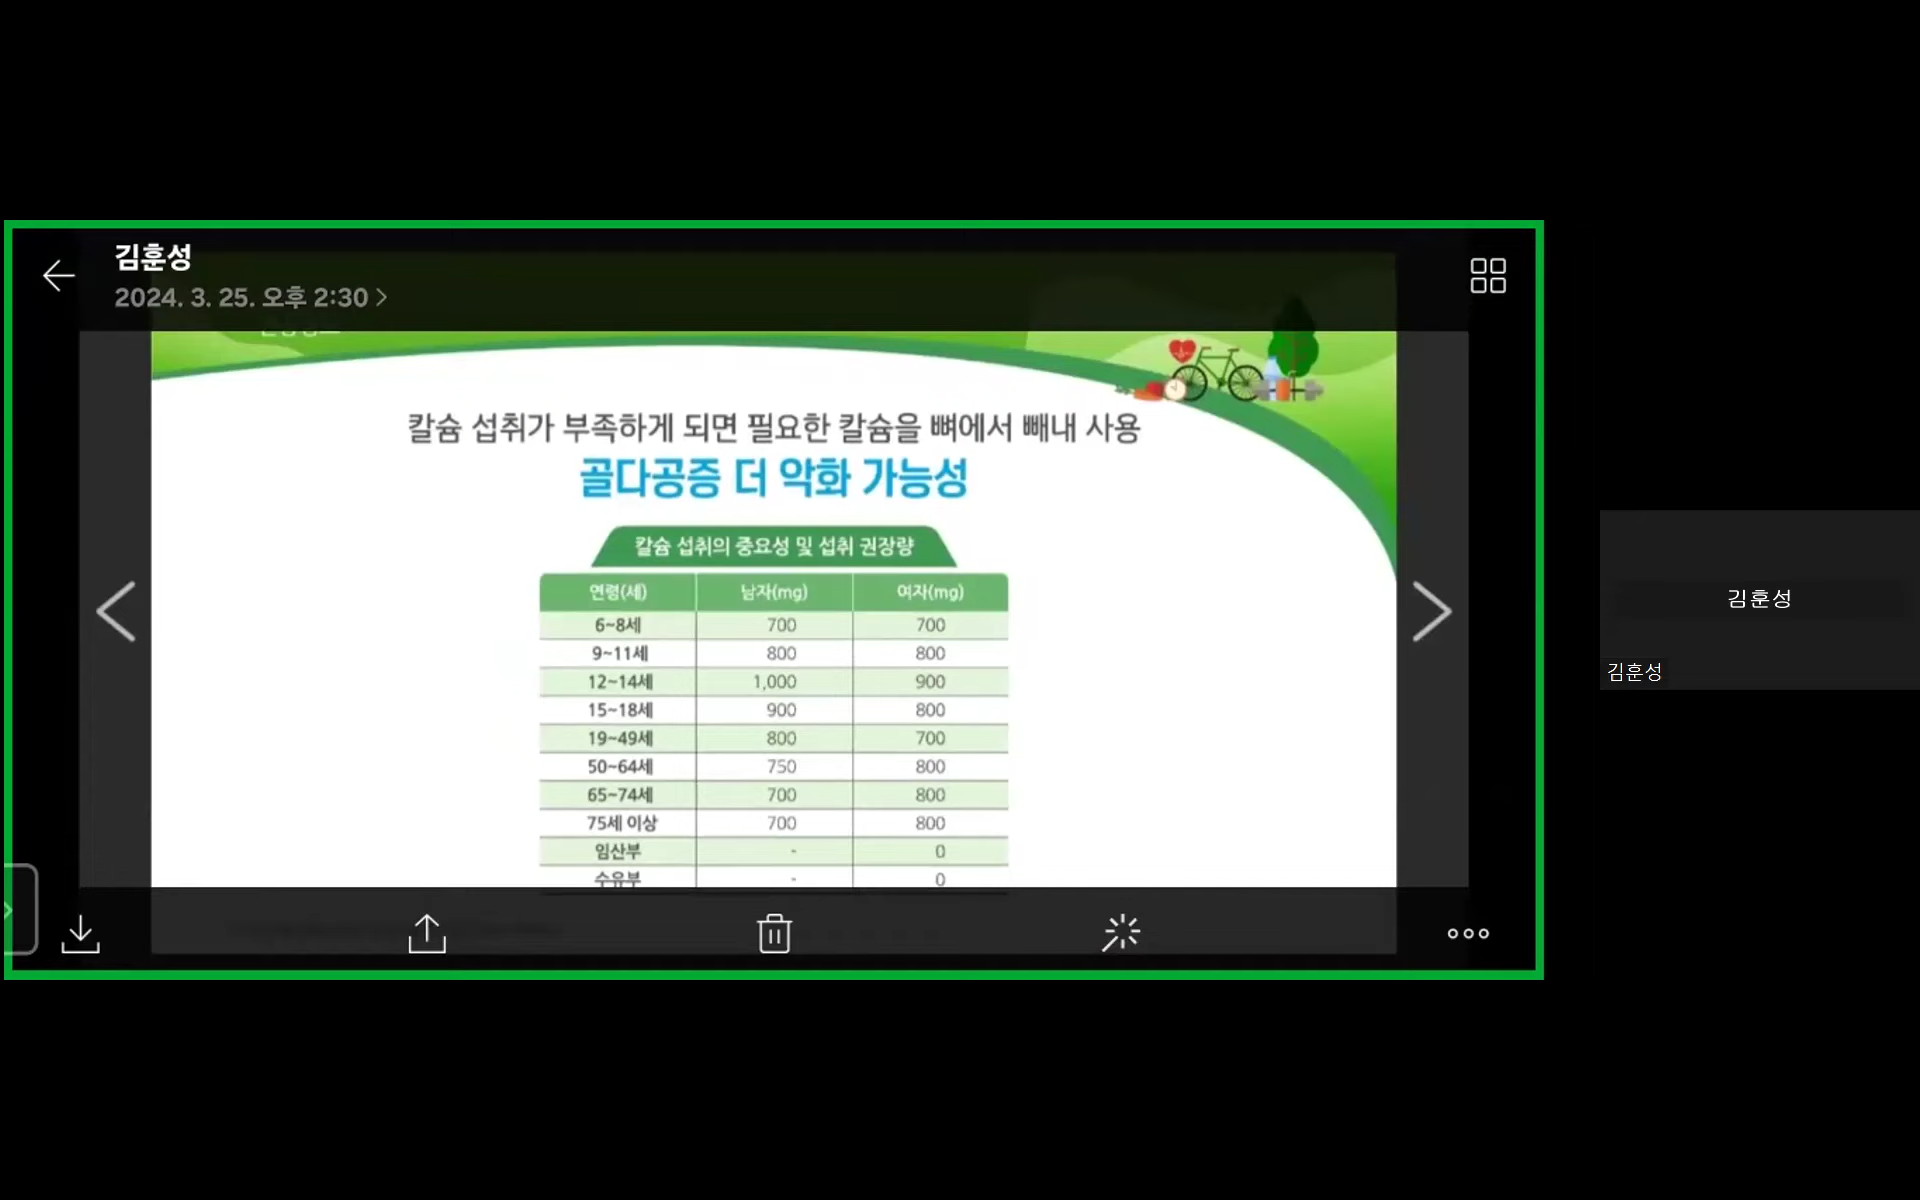 김훈성
2024. 3. 25. 오후 2:30 >
칼슘 섭취가 부족하게 되면 필요한 칼슘을 뼈에서 빼내 사용
골다공증 더 악화 가능성
칼슘 섭취의 중요성 및 섭취 권장량
연령(세) 남자(mg) 여자(mg)
6~8세 700 700
9~11세 800 800
12~14세 1,000 900
15~18세 900 800
19~49세 800 700
50~64세 750 800
65~74세 700 800
75세 이상 700 800
임산부 - 0
수유부 - 0
김훈성
김훈성